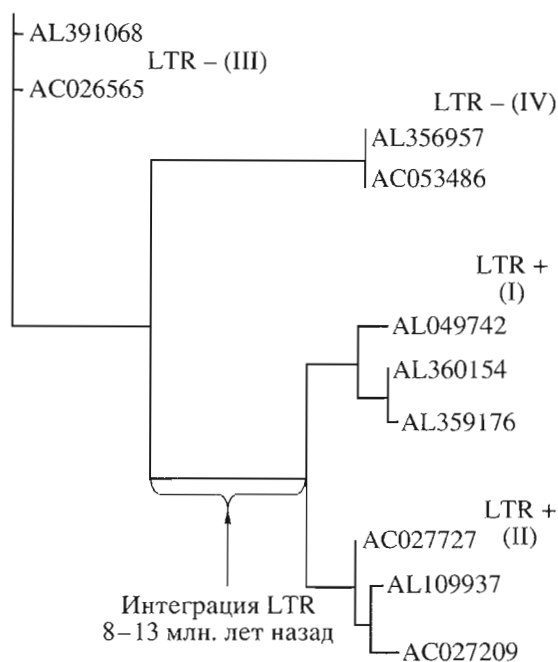 AL391068
LTR – (III)
AC026565
LTR – (IV)
AL356957
AC053486
LTR +
(I)
AL049742
AL360154
AL359176
LTR +
(II)
AC027727
AL109937
AC027209
Интеграция LTR
8–13 млн. лет назад